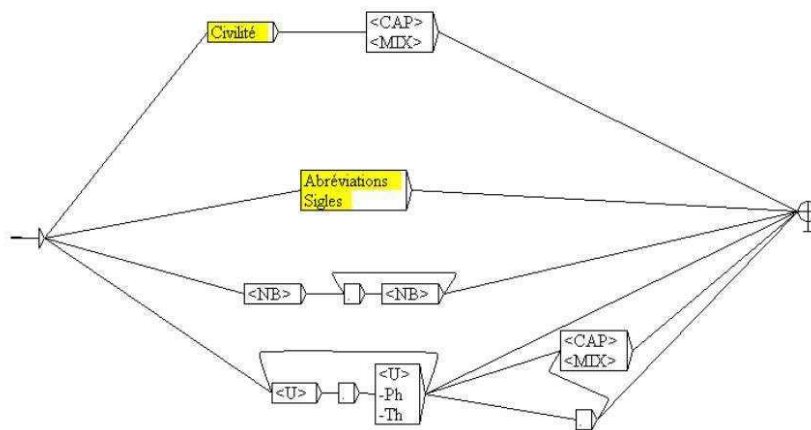 Civilité
<CAP>
<MIX>
Abréviations
Sigles
<NB>
.
<NB>
<CAP>
<MIX>
<U>
.
<U>
-Ph
-Th
.